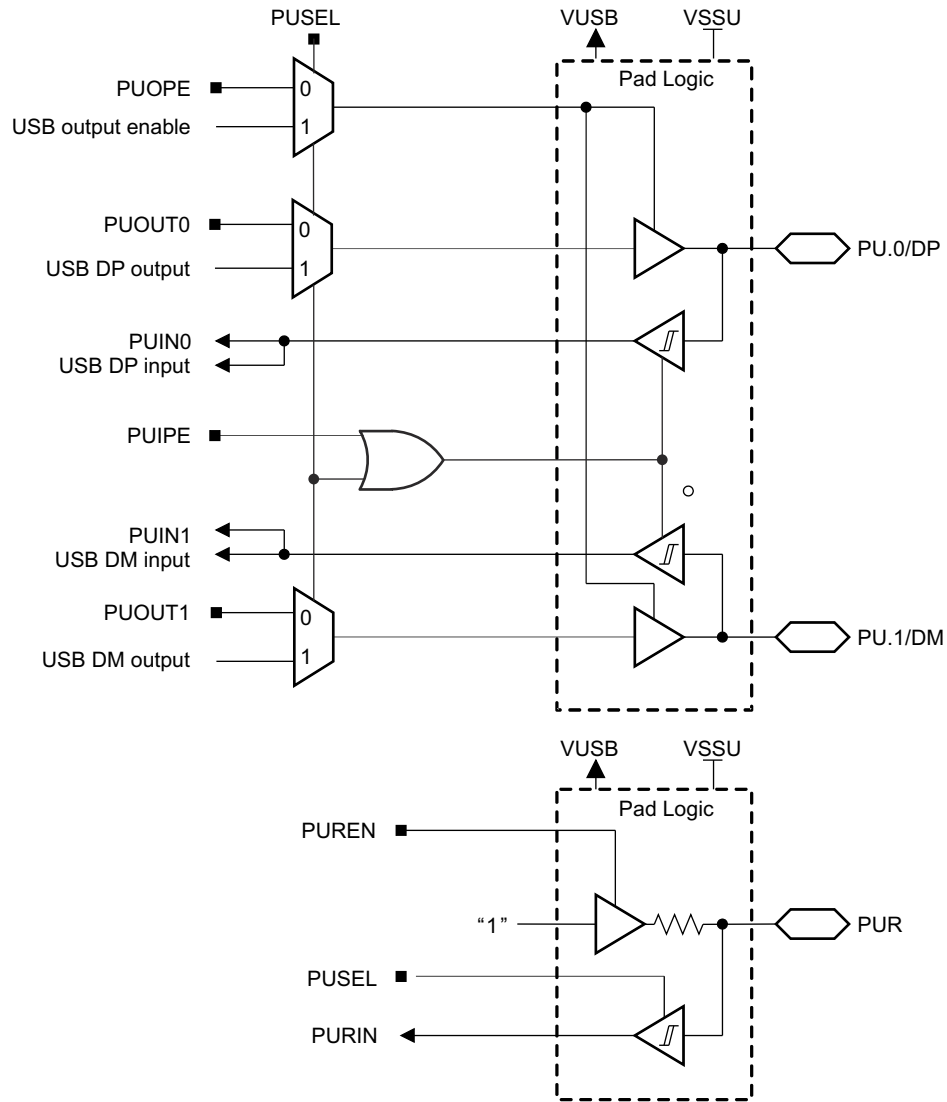 PUSEL
VUSB
VSSU
Pad Logic
PUOPE
0
USB output enable
1
PUOUT0
0
USB DP output
1
PU.0/DP
PUIN0
USB DP input
PUIPE
PUIN1
USB DM input
PUOUT1
0
USB DM output
1
PU.1/DM
VUSB
VSSU
Pad Logic
PUREN
“1”
PUR
PUSEL
PURIN